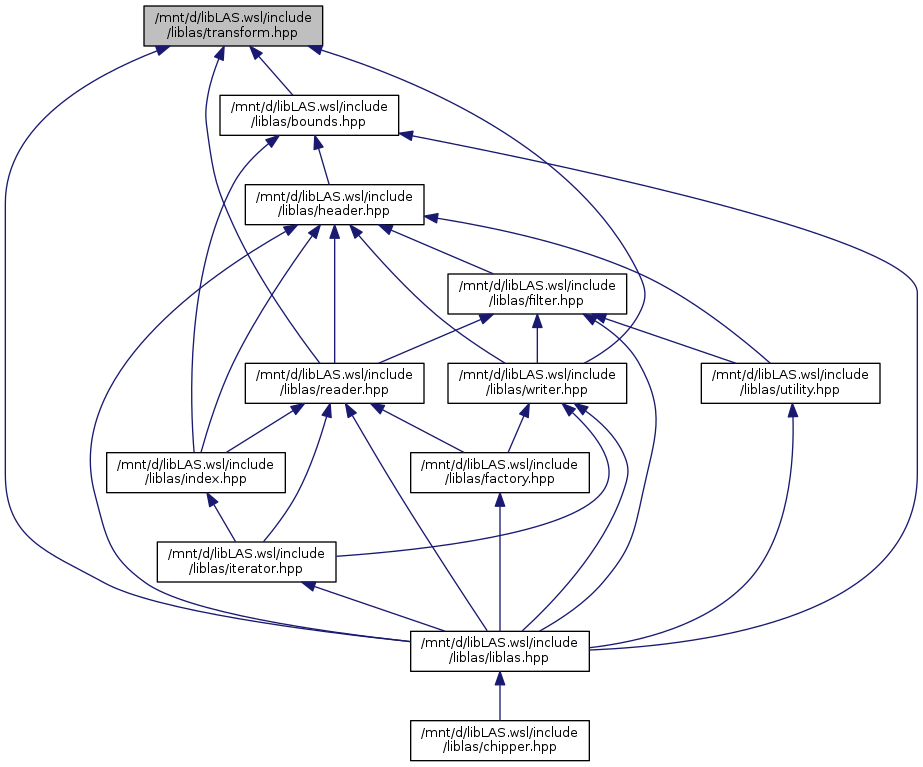 /mnt/d/libLAS.wsl/include
/liblas/transform.hpp
/mnt/d/libLAS.wsl/include
/liblas/bounds.hpp
/mnt/d/libLAS.wsl/include
/liblas/header.hpp
/mnt/d/libLAS.wsl/include
/liblas/filter.hpp
/mnt/d/libLAS.wsl/include
/liblas/reader.hpp
/mnt/d/libLAS.wsl/include
/liblas/writer.hpp
/mnt/d/libLAS.wsl/include
/liblas/utility.hpp
/mnt/d/libLAS.wsl/include
/liblas/index.hpp
/mnt/d/libLAS.wsl/include
/liblas/factory.hpp
/mnt/d/libLAS.wsl/include
/liblas/iterator.hpp
/mnt/d/libLAS.wsl/include
/liblas/liblas.hpp
/mnt/d/libLAS.wsl/include
/liblas/chipper.hpp